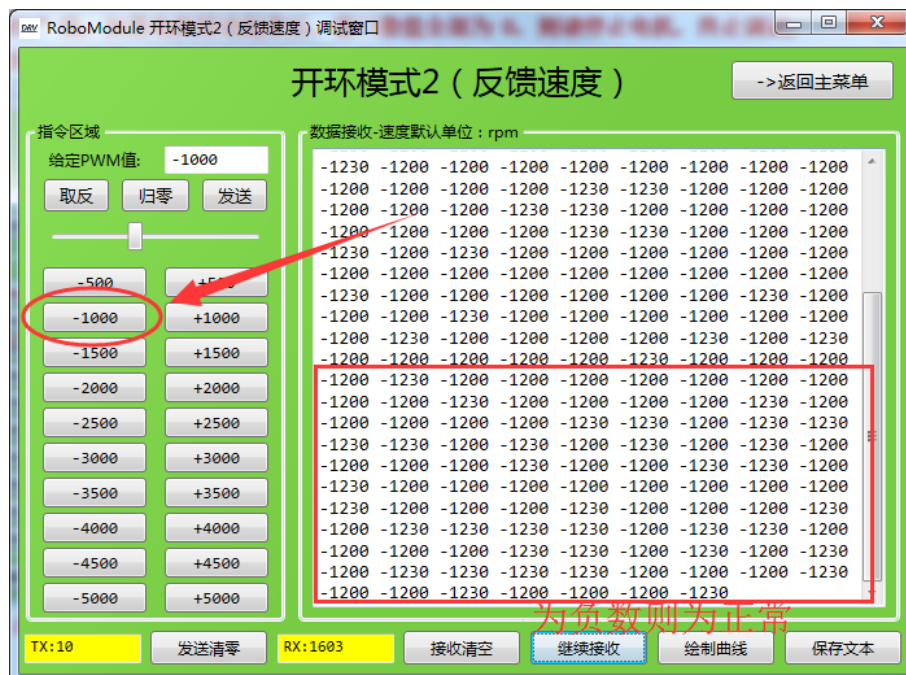 DRV RoboModule 开环模式2（反馈速度）调试窗口
开环模式2（反馈速度）
->返回主菜单
指令区域
给定PWM值:
-1000
取反 归零 发送
-500
-1000 +1000
-1500 +1500
-2000 +2000
-2500 +2500
-3000 +3000
-3500 +3500
-4000 +4000
-4500 +4500
-5000 +5000
数据接收-速度默认单位：rpm
-1230 -1200 -1200 -1200 -1200 -1200 -1200 -1200 -1200
-1200 -1200 -1200 -1200 -1230 -1230 -1200 -1200 -1200
-1200 -1200 -1200 -1230 -1230 -1200 -1200 -1200 -1200
-1200 -1200 -1200 -1200 -1230 -1230 -1200 -1200 -1200
-1230 -1200 -1230 -1200 -1200 -1230 -1200 -1200 -1200
-1200 -1200 -1200 -1200 -1200 -1200 -1200 -1200 -1200
-1230 -1200 -1200 -1200 -1200 -1200 -1200 -1230 -1200
-1200 -1200 -1230 -1200 -1200 -1200 -1200 -1200 -1200
-1200 -1230 -1200 -1200 -1200 -1200 -1230 -1200 -1230
-1200 -1200 -1200 -1200 -1200 -1230 -1200 -1200 -1200
-1200 -1230 -1200 -1200 -1200 -1200 -1200 -1200 -1200
-1200 -1200 -1230 -1200 -1200 -1200 -1200 -1230 -1200
-1200 -1200 -1200 -1200 -1230 -1230 -1200 -1230 -1230
-1230 -1230 -1200 -1230 -1200 -1200 -1230 -1230 -1200
-1200 -1200 -1200 -1230 -1200 -1200 -1230 -1230 -1200
-1230 -1200 -1200 -1200 -1200 -1200 -1200 -1200 -1200
-1230 -1200 -1200 -1200 -1230 -1200 -1200 -1200 -1230
-1200 -1230 -1230 -1230 -1230 -1200 -1230 -1230 -1200
-1200 -1200 -1200 -1230 -1230 -1200 -1230 -1200 -1230
-1200 -1230 -1230 -1230 -1230 -1200 -1200 -1200 -1230
-1200 -1200 -1230 -1200 -1200 -1200 -1230
为负数则为正常
TX:10 发送清零 RX:1603 接收清空 继续接收 绘制曲线 保存文本